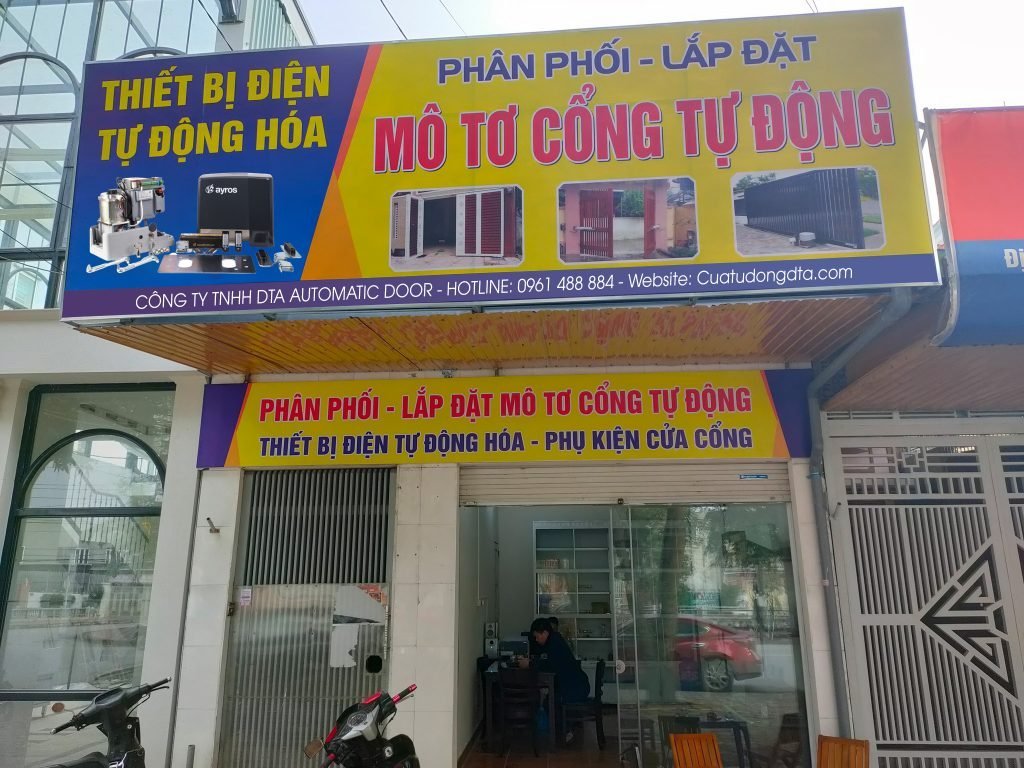 THIẾT BỊ ĐIỆN
TỰ ĐỘNG HÓA
ayros
PHÂN PHỐI - LẮP ĐẶT
MÔ TƠ CỔNG TỰ ĐỘNG
CÔNG TY TNHH DTA AUTOMATIC DOOR - HOTLINE: 0961 488 884 - Website: Cuatudongdta.com
PHÂN PHỐI - LẮP ĐẶT MÔ TƠ CỔNG TỰ ĐỘNG
THIẾT BỊ ĐIỆN TỰ ĐỘNG HÓA - PHỤ KIỆN CỬA CỔNG